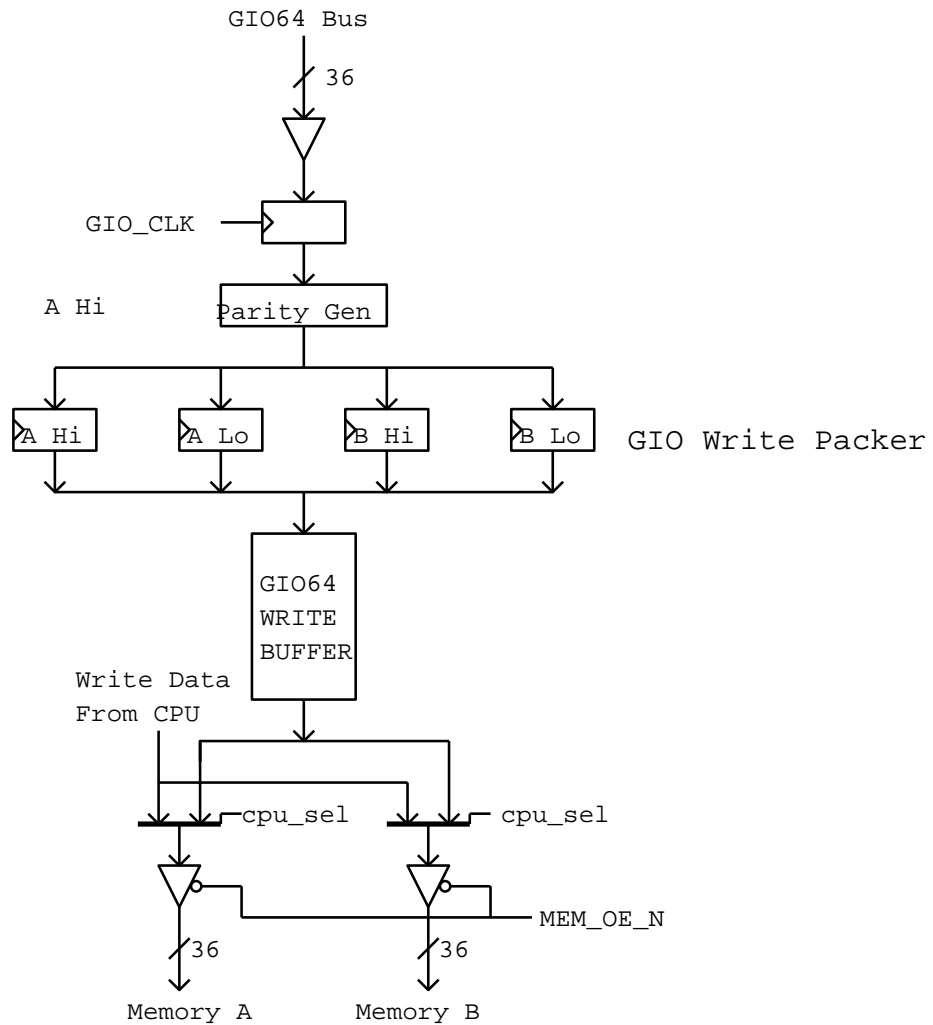 GIO64 Bus
36
GIO_CLK
A Hi
Parity Gen
A Hi
A Lo
B Hi
B Lo
GIO Write Packer
GIO64
WRITE
BUFFER
Write Data
From CPU
cpu_sel
cpu_sel
MEM_OE_N
36
36
Memory A
Memory B